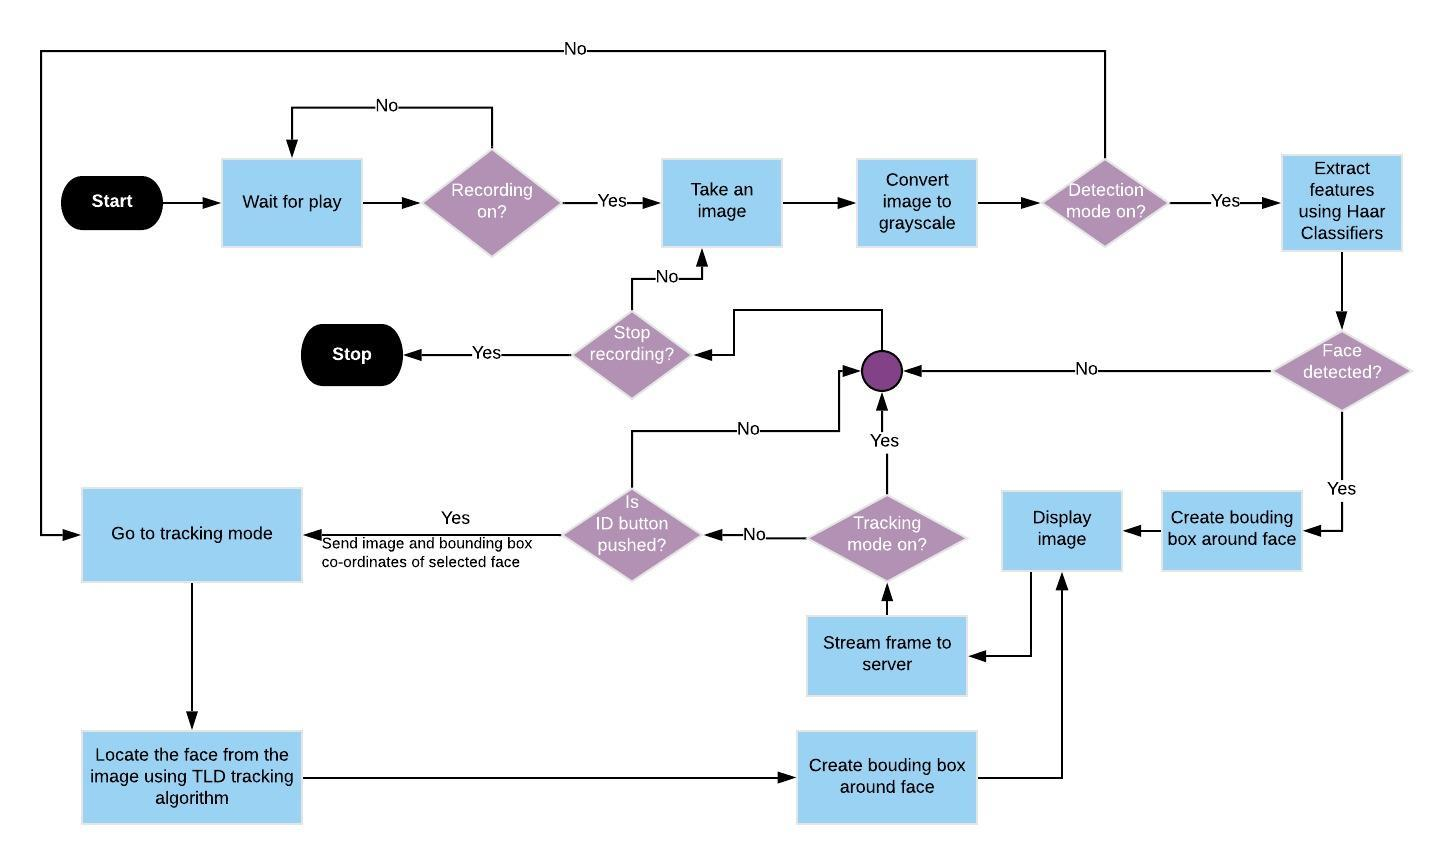 No
No
Start
Wait for play
Recording
on?
Yes
Take an
image
Convert
image to
grayscale
Detection
mode on?
Yes
Extract
features
using Haar
Classifiers
No
Stop
Yes
Stop
recording?
No
Face
detected?
No
Yes
Yes
Go to tracking mode
Yes
Send image and bounding box
co-ordinates of selected face
Is
ID button
pushed?
No
Tracking
mode on?
Display
image
Create bouding
box around face
Stream frame to
server
Locate the face from the
image using TLD tracking
algorithm
Create bouding box
around face